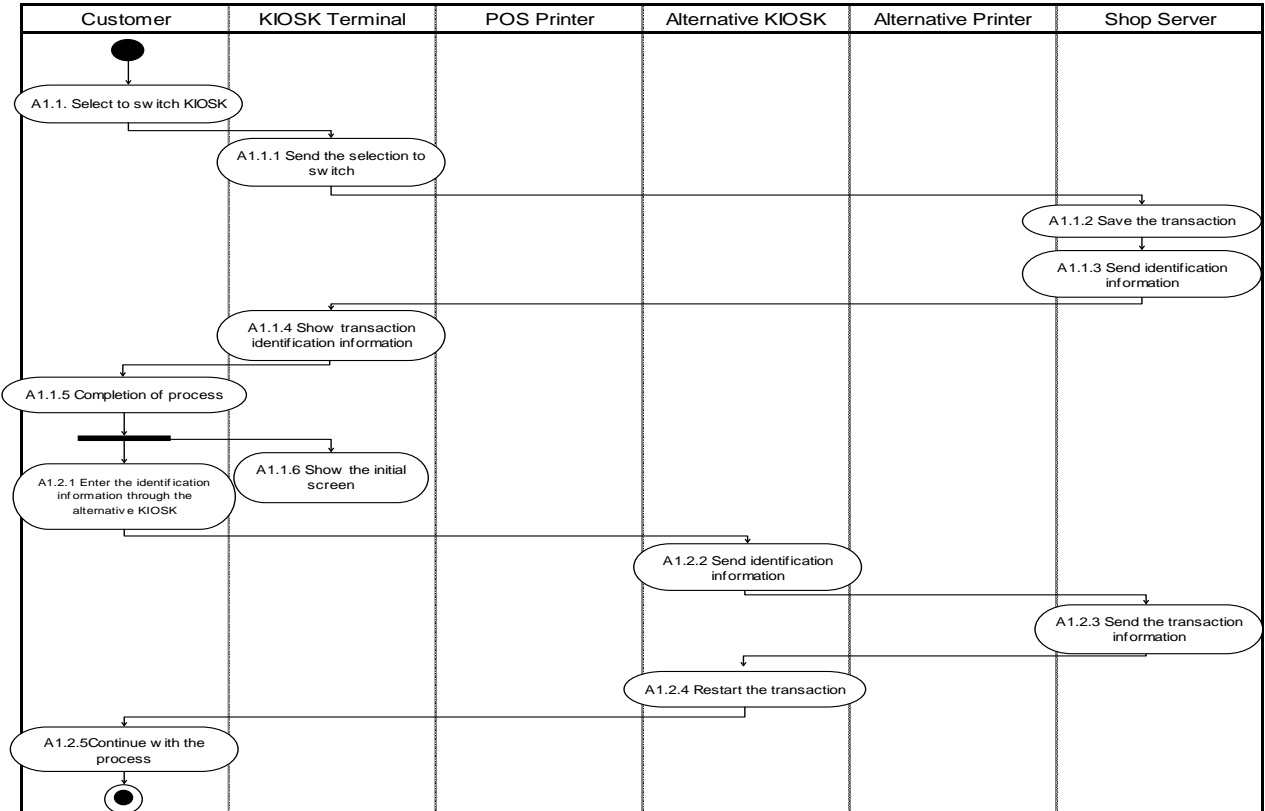 Customer
KIOSK Terminal
POS Printer
Alternative KIOSK
Alternative Printer
Shop Server
A1.1. Select to switch KIOSK
A1.1.1 Send the selection to
switch
A1.1.2 Save the transaction
A1.1.3 Send identification
information
A1.1.4 Show transaction
identification information
A1.1.5 Completion of process
A1.1.6 Show the initial
screen
A1.2.1 Enter the identification
information through the
alternative KIOSK
A1.2.2 Send identification
information
A1.2.3 Send the transaction
information
A1.2.4 Restart the transaction
A1.2.5Continue with the
process